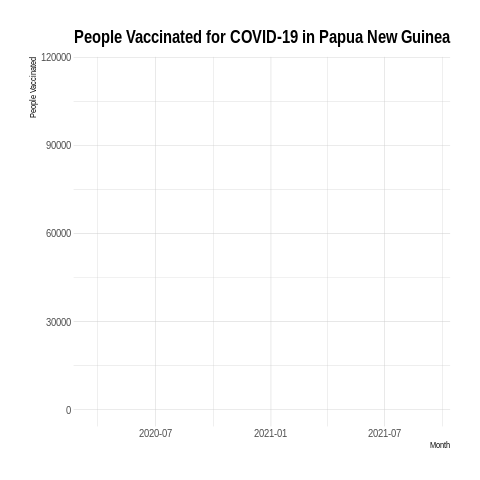 People Vaccinated for COVID-19 in Papua New Guinea
People Vaccinated
120000
90000
60000
30000
0
2020-07
2021-01
2021-07
Month